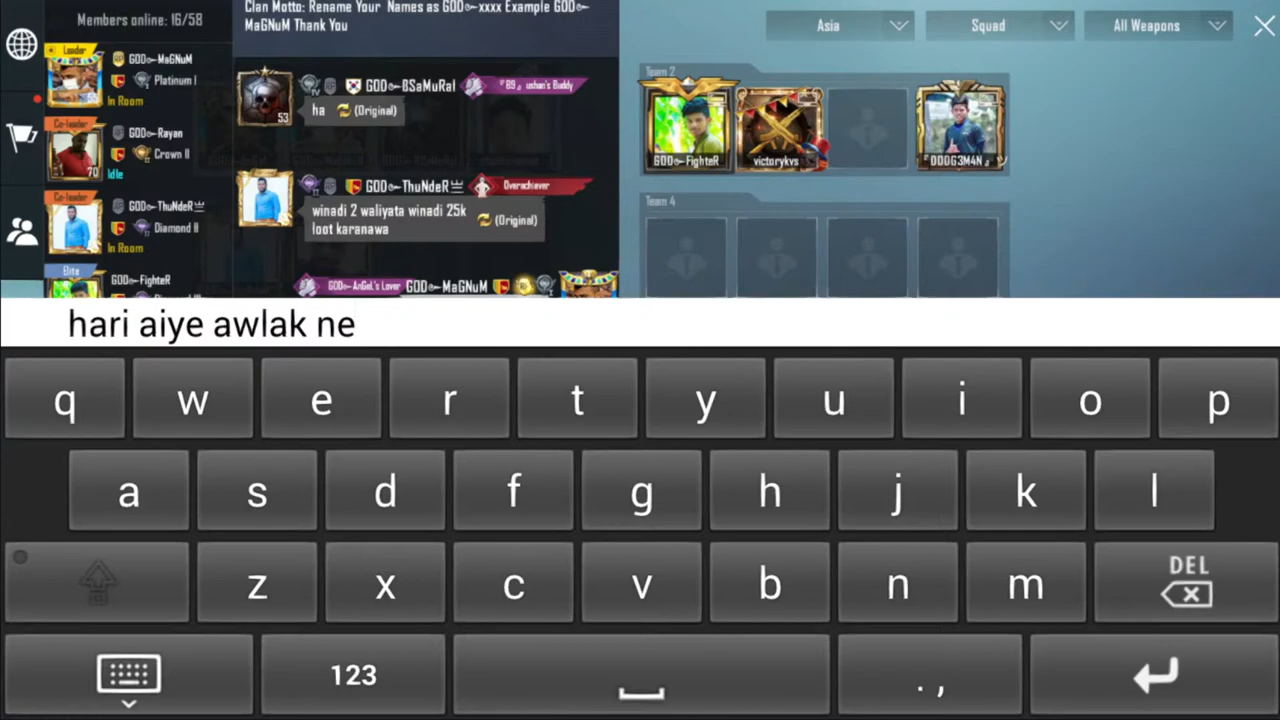 Members online: 16/58
Leader
GOD๛MaGNuM
Platinum I
In Room
Co-leader
GOD๛Rayan
Crown II
70
Idle
Co-leader
GOD๛ThuNdeR
Diamond II
In Room
Elite
GOD๛FighteR
Clan Motto: Rename Your Names as GOD๛xxxx Example GOD๛
MaGNuM Thank You
GOD๛8SaMuRaI
ushan's Buddy
53
ha (Original)
GOD๛ThuNdeR
Overachiever
winadi 2 waliyata winadi 25k
loot karanawa
(Original)
GOD๛AnGeL's Lover
GOD๛MaGNuM
Asia
Squad
All Weapons
Team 2
GOD๛FighteR
victorykvs
DDOG3M4N
Team 4
hari aiye awlak ne
q w e r t y u i o p
a s d f g h j k l
z x c v b n m DEL
123 . ,